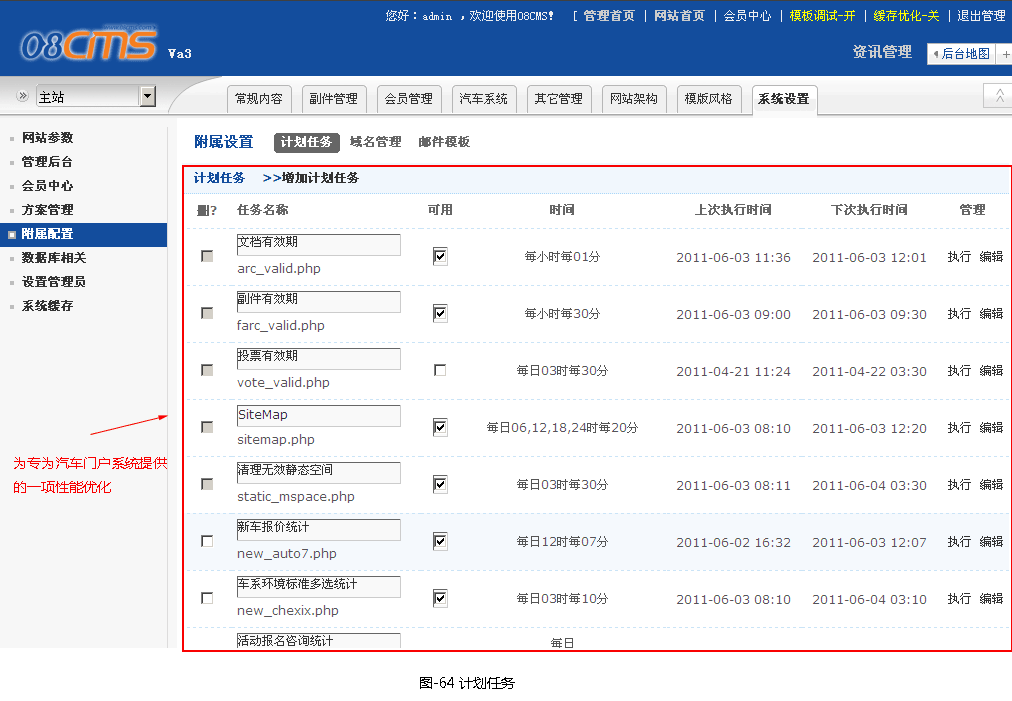 您好：admin ，欢迎使用08CMS！ [ 管理首页 | 网站首页 | 会员中心 | 模板调试-开 | 缓存优化-关 | 退出管理
08CMS Va3
资讯管理 后台地图 +
» 主站 常规内容 副件管理 会员管理 汽车系统 其它管理 网站架构 模版风格 系统设置
网站参数
管理后台
会员中心
方案管理
附属配置
数据库相关
设置管理员
系统缓存
为专为汽车门户系统提供
的一项性能优化
附属设置 计划任务 域名管理 邮件模板
计划任务 >>增加计划任务
删? 任务名称 可用 时间 上次执行时间 下次执行时间 管理
文档有效期
arc_valid.php 每小时每01分 2011-06-03 11:36 2011-06-03 12:01 执行 编辑
副件有效期
farc_valid.php 每小时每30分 2011-06-03 09:00 2011-06-03 09:30 执行 编辑
投票有效期
vote_valid.php 每日03时每30分 2011-04-21 11:24 2011-04-22 03:30 执行 编辑
SiteMap
sitemap.php 每日06,12,18,24时每20分 2011-06-03 08:10 2011-06-03 12:20 执行 编辑
清理无效静态空间
static_mspace.php 每日03时每30分 2011-06-03 08:11 2011-06-04 03:30 执行 编辑
新车报价统计
new_auto7.php 每日12时每07分 2011-06-02 16:32 2011-06-03 12:07 执行 编辑
车系环境标准多选统计
new_chexix.php 每日03时每10分 2011-06-03 08:10 2011-06-04 03:10 执行 编辑
活动报名咨询统计 每日
图-64 计划任务